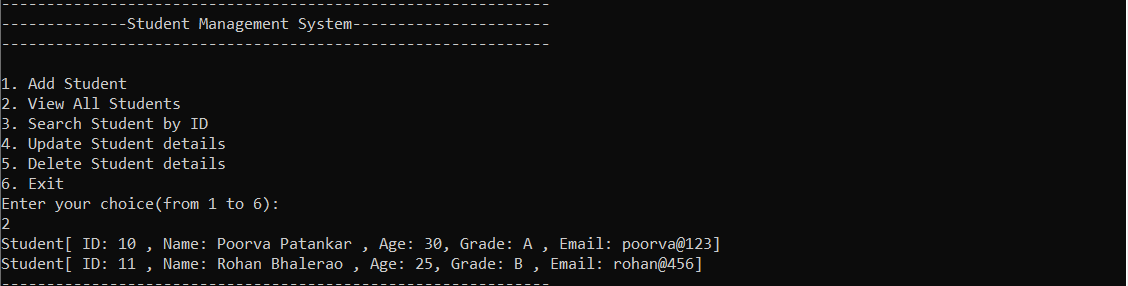 -------------------------------------------------------------
--------------Student Management System----------------------
-------------------------------------------------------------
1. Add Student
2. View All Students
3. Search Student by ID
4. Update Student details
5. Delete Student details
6. Exit
Enter your choice(from 1 to 6):
2
Student[ ID: 10 , Name: Poorva Patankar , Age: 30, Grade: A , Email: poorva@123]
Student[ ID: 11 , Name: Rohan Bhalerao , Age: 25, Grade: B , Email: rohan@456]
-------------------------------------------------------------